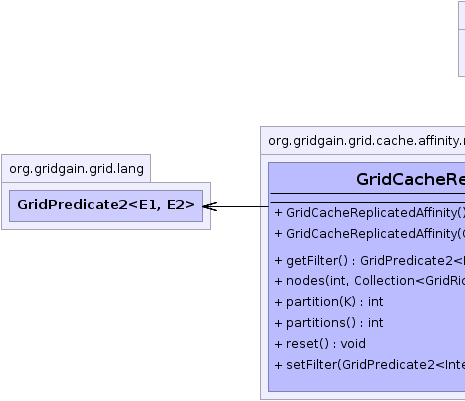 org.gridgain.grid.cache.affinity.
org.gridgain.grid.lang
GridCacheRe
GridPredicate2<E1, E2>
+ GridCacheReplicatedAffinity()
+ GridCacheReplicatedAffinity(
+ getFilter() : GridPredicate2<
+ nodes(int, Collection<GridRic
+ partition(K) : int
+ partitions() : int
+ reset() : void
+ setFilter(GridPredicate2<Inte